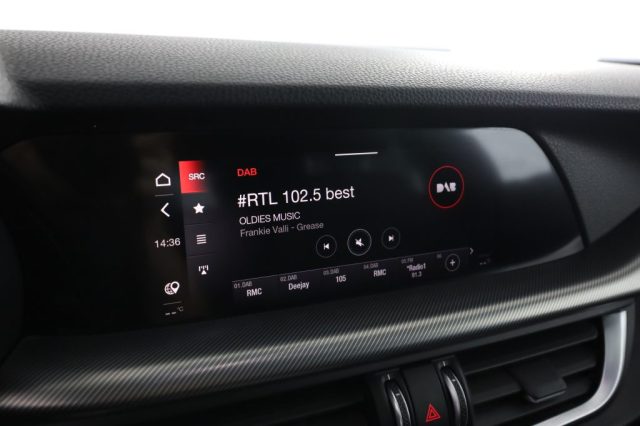 SRC
DAB
#RTL 102.5 best
OLDIES MUSIC
Frankie Valli - Grease
DAB
14:36
01.DAB
RMC
02.DAB
Deejay
03.DAB
105
04.DAB
RMC
05.FM
*Radio1
91.3
06
--°C